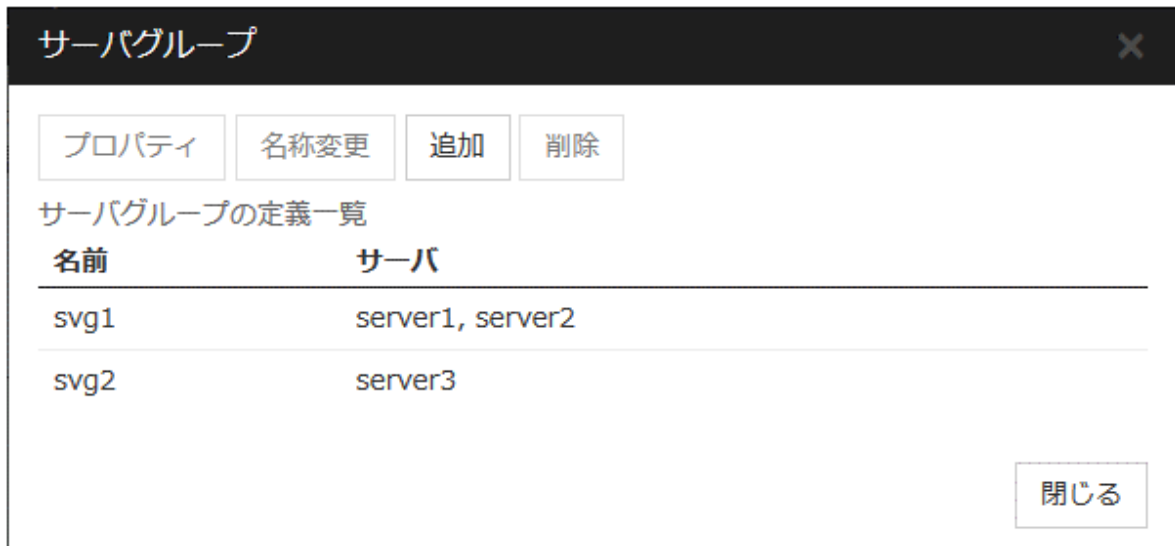 サーバグループ
プロパティ 名称変更 追加 削除
サーバグループの定義一覧
名前 サーバ
svg1 server1, server2
svg2 server3
閉じる